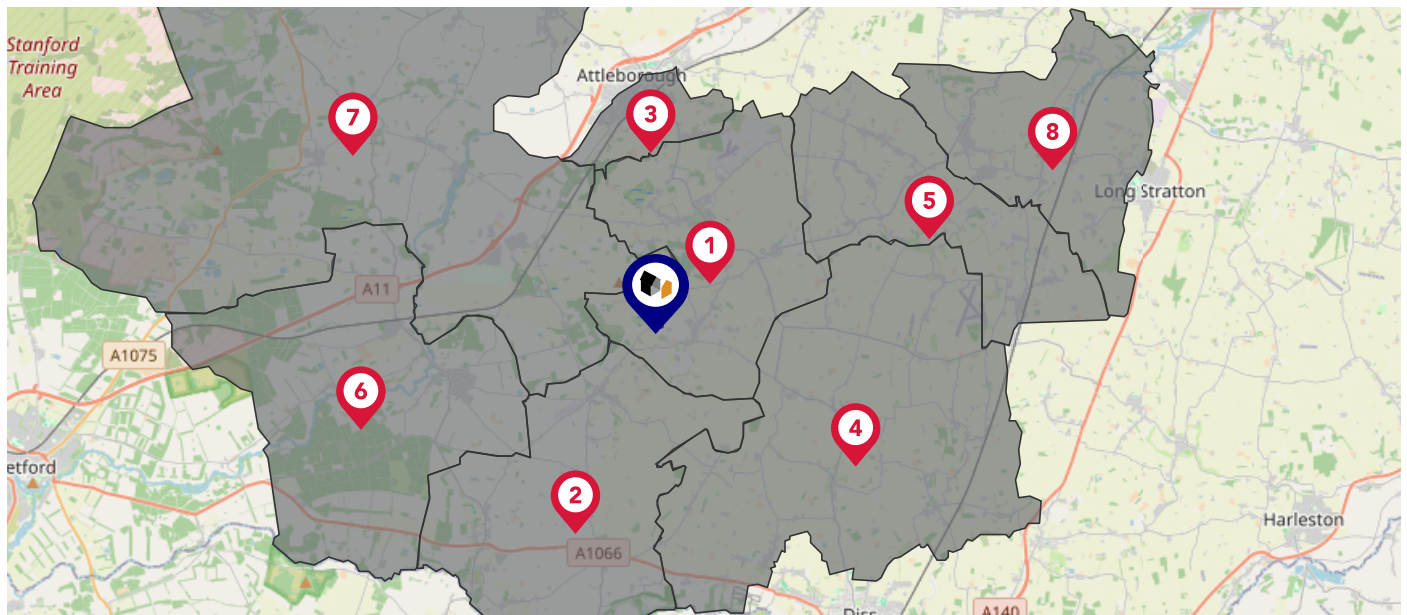 Stanford
Training
Area
Attleborough
7
3
8
Long Stratton
5
1
A11
A1075
6
4
etford
2
Harleston
A1066
Diss
A140